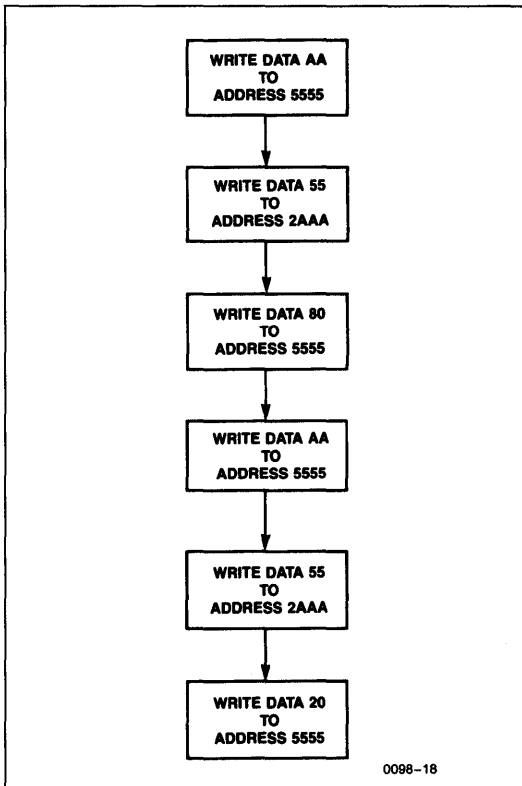 WRITE DATA AA
TO
ADDRESS 5555
WRITE DATA 55
TO
ADDRESS 2AAA
WRITE DATA 80
TO
ADDRESS 5555
WRITE DATA AA
TO
ADDRESS 5555
WRITE DATA 55
TO
ADDRESS 2AAA
WRITE DATA 20
TO
ADDRESS 5555
0098–18